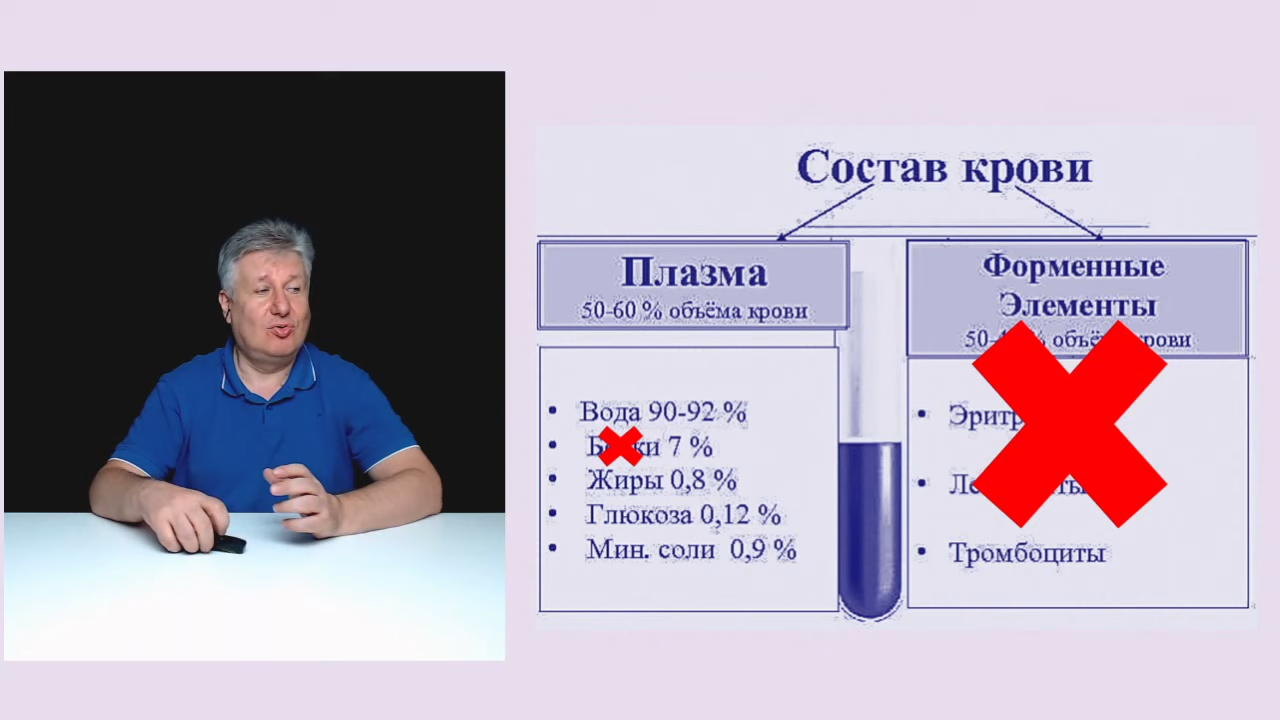 Состав крови
Плазма
50-60 % объёма крови
Вода 90-92 %
7 %
Жиры 0,8 %
Глюкоза 0,12 %
Мин. соли 0,9 %
Форменные
Элементы
Тромбоциты